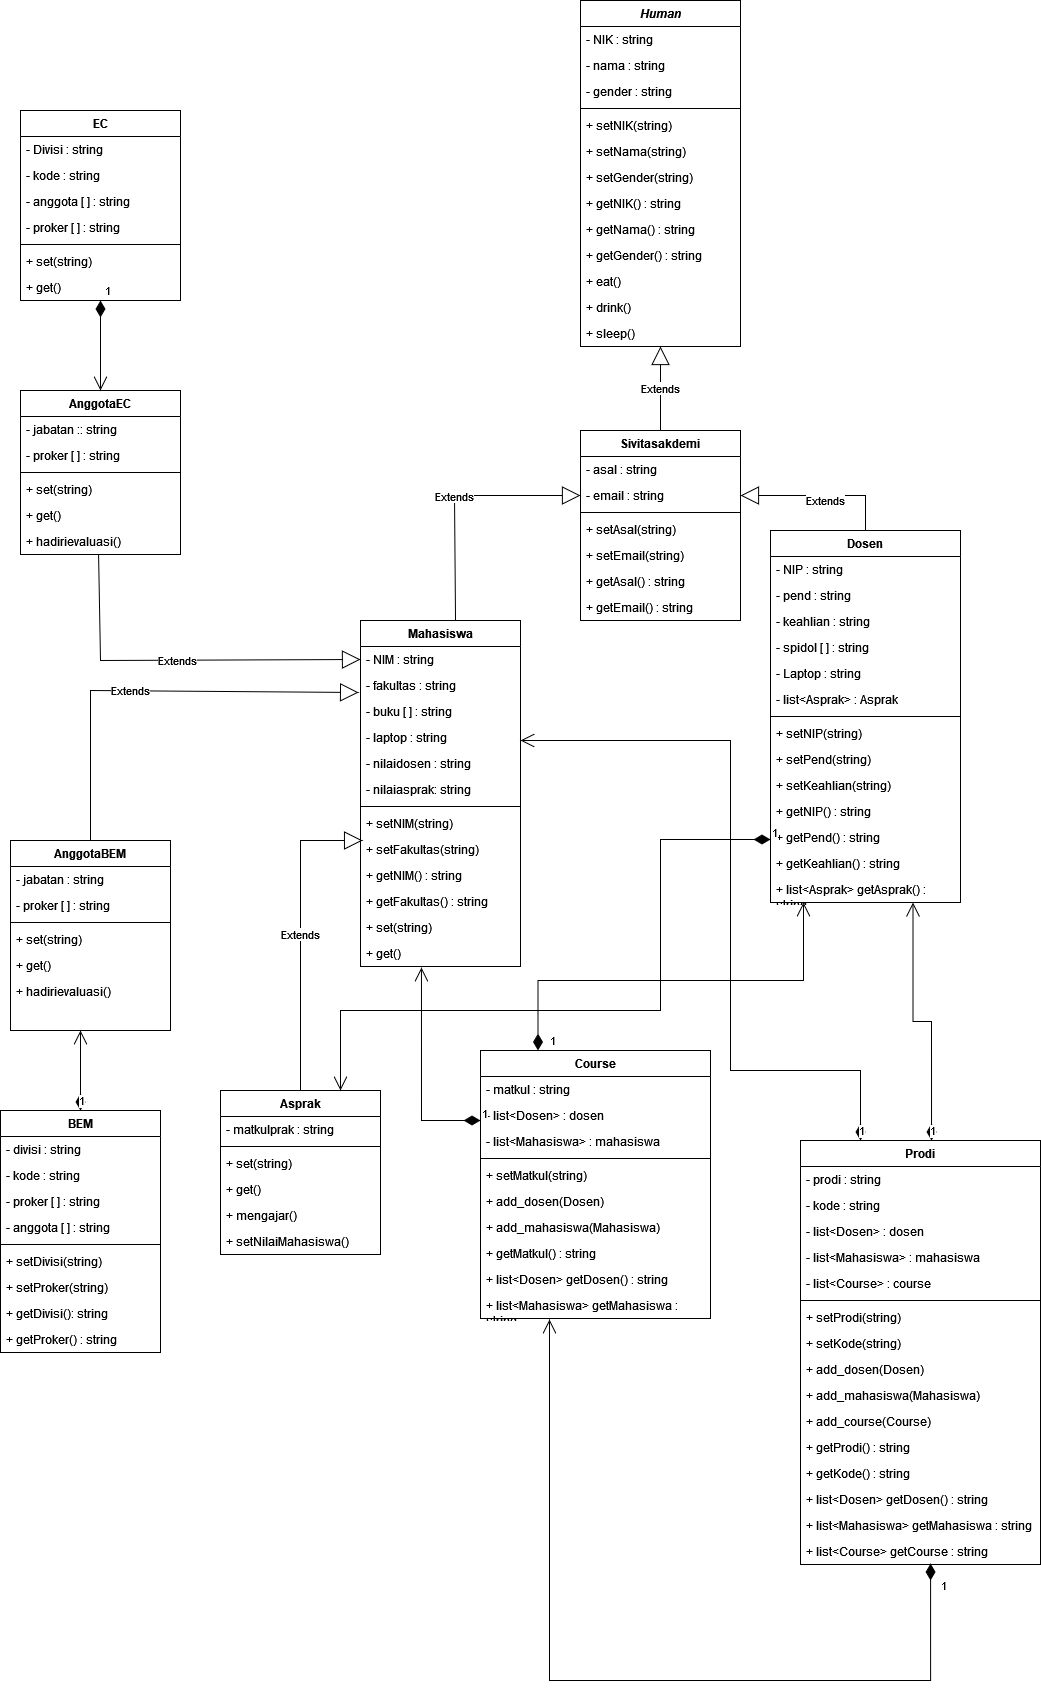 Human
- NIK : string
- nama : string
- gender : string
+ setNIK(string)
+ setNama(string)
+ setGender(string)
+ getNIK() : string
+ getNama() : string
+ getGender() : string
+ eat()
+ drink()
+ sleep()
EC
- Divisi : string
- kode : string
- anggota [ ] : string
- proker [ ] : string
+ set(string)
+ get()
1
Extends
AnggotaEC
- jabatan :: string
- proker [ ] : string
+ set(string)
+ get()
+ hadirievaluasi()
Sivitasakdemi
- asal : string
- email : string
+ setAsal(string)
+ setEmail(string)
+ getAsal() : string
+ getEmail() : string
Extends
Extends
Dosen
- NIP : string
- pend : string
- keahlian : string
- spidol [ ] : string
- Laptop : string
- list<Asprak> : Asprak
+ setNIP(string)
+ setPend(string)
+ setKeahlian(string)
+ getNIP() : string
+ getPend() : string
+ getKeahlian() : string
+ list<Asprak> getAsprak() :
string
1
Mahasiswa
- NIM : string
- fakultas : string
- buku [ ] : string
- laptop : string
- nilaidosen : string
- nilaiasprak: string
+ setNIM(string)
+ setFakultas(string)
+ getNIM() : string
+ getFakultas() : string
+ set(string)
+ get()
Extends
Extends
Extends
AnggotaBEM
- jabatan : string
- proker [ ] : string
+ set(string)
+ get()
+ hadirievaluasi()
1
BEM
- divisi : string
- kode : string
- proker [ ] : string
- anggota [ ] : string
+ setDivisi(string)
+ setProker(string)
+ getDivisi(): string
+ getProker() : string
Asprak
- matkulprak : string
+ set(string)
+ get()
+ mengajar()
+ setNilaiMahasiswa()
1
Course
- matkul : string
- list<Dosen> : dosen
- list<Mahasiswa> : mahasiswa
+ setMatkul(string)
+ add_dosen(Dosen)
+ add_mahasiswa(Mahasiswa)
+ getMatkul() : string
+ list<Dosen> getDosen() : string
+ list<Mahasiswa> getMahasiswa :
string
1
1
1
Prodi
- prodi : string
- kode : string
- list<Dosen> : dosen
- list<Mahasiswa> : mahasiswa
- list<Course> : course
+ setProdi(string)
+ setKode(string)
+ add_dosen(Dosen)
+ add_mahasiswa(Mahasiswa)
+ add_course(Course)
+ getProdi() : string
+ getKode() : string
+ list<Dosen> getDosen() : string
+ list<Mahasiswa> getMahasiswa : string
+ list<Course> getCourse : string
1